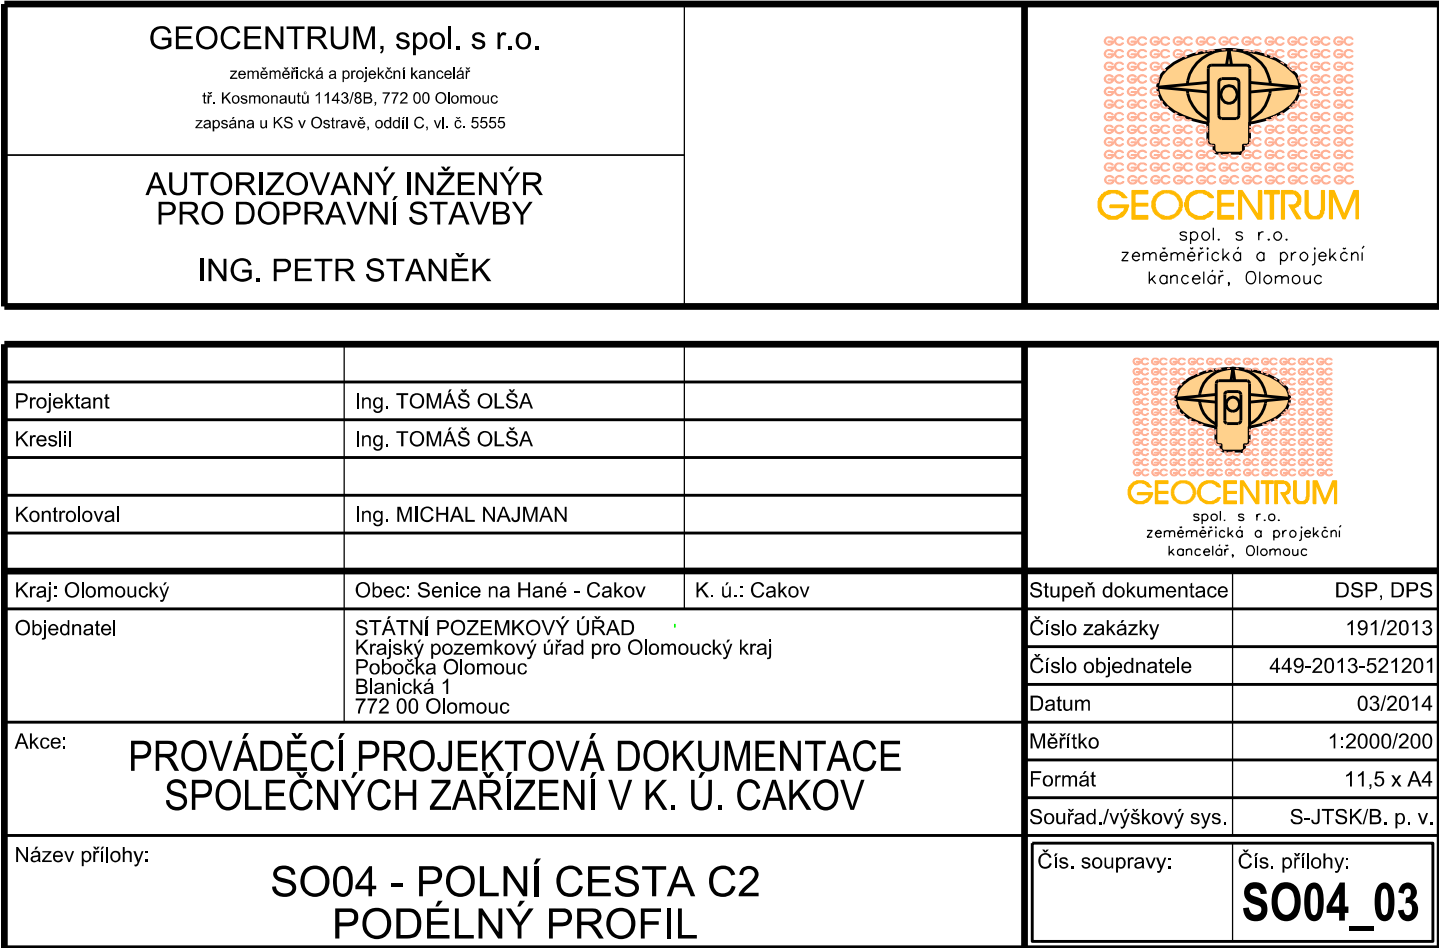 GEOCENTRUM, spol. s r.o.
zeměměřická a projekční kancelář
tř. Kosmonautů 1143/8B, 772 00 Olomouc
zapsána u KS v Ostravě, oddíl C, vl. č. 5555
AUTORIZOVANÝ INŽENÝR
PRO DOPRAVNÍ STAVBY
ING. PETR STANĚK
GEOCENTRUM
spol. s r.o.
zeměměřická a projekční
kancelář, Olomouc
Projektant Ing. TOMÁŠ OLŠA
Kreslil Ing. TOMÁŠ OLŠA
Kontroloval Ing. MICHAL NAJMAN
GEOCENTRUM
spol. s r.o.
zeměměřická a projekční
kancelář, Olomouc
Kraj: Olomoucký Obec: Senice na Hané - Cakov K. ú.: Cakov
Objednatel STÁTNÍ POZEMKOVÝ ÚŘAD
Krajský pozemkový úřad pro Olomoucký kraj
Pobočka Olomouc
Blanická 1
772 00 Olomouc
Stupeň dokumentace DSP, DPS
Číslo zakázky 191/2013
Číslo objednatele 449-2013-521201
Datum 03/2014
Měřítko 1:2000/200
Formát 11,5 x A4
Souřad./výškový sys. S-JTSK/B. p. v.
Akce: PROVÁDĚCÍ PROJEKTOVÁ DOKUMENTACE
SPOLEČNÝCH ZAŘÍZENÍ V K. Ú. CAKOV
Název přílohy:
SO04 - POLNÍ CESTA C2
PODÉLNÝ PROFIL
Čís. soupravy:
Čís. přílohy:
SO04_03